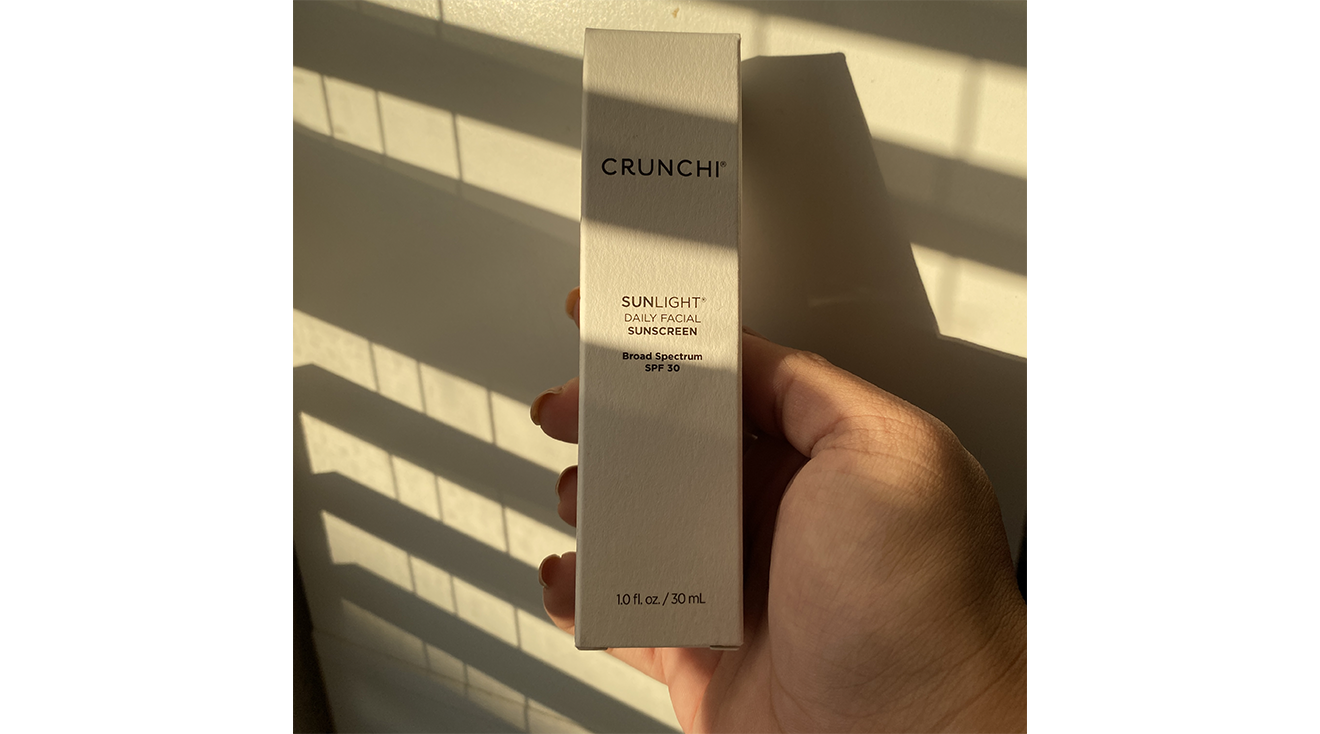 CRUNCHI®
SUNLIGHT®
DAILY FACIAL
SUNSCREEN
Broad Spectrum
SPF 30
1.0 fl. oz. / 30 mL